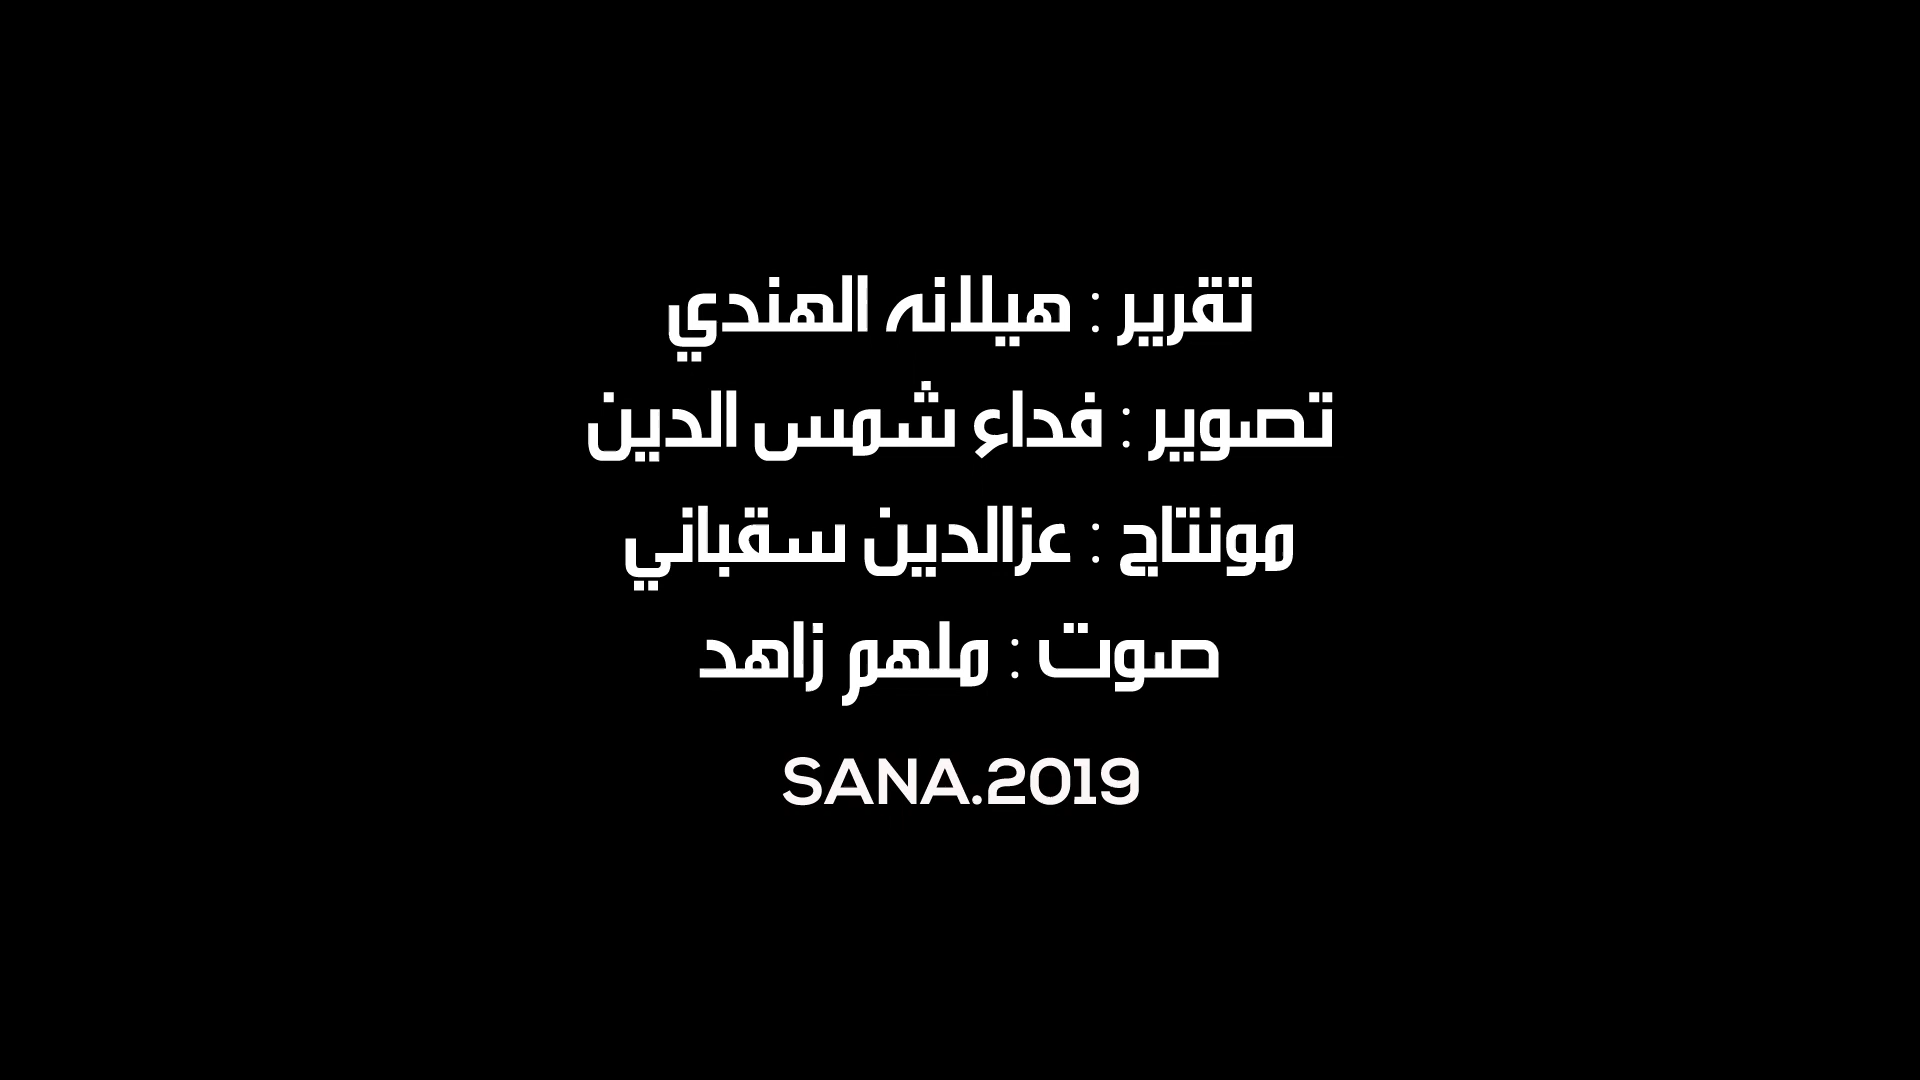 تقرير : هيلانه الهندي
تصوير : فداء شمس الدين
مونتاج : عزالدين سقباني
صوت : ملهم زاهد
SANA.2019